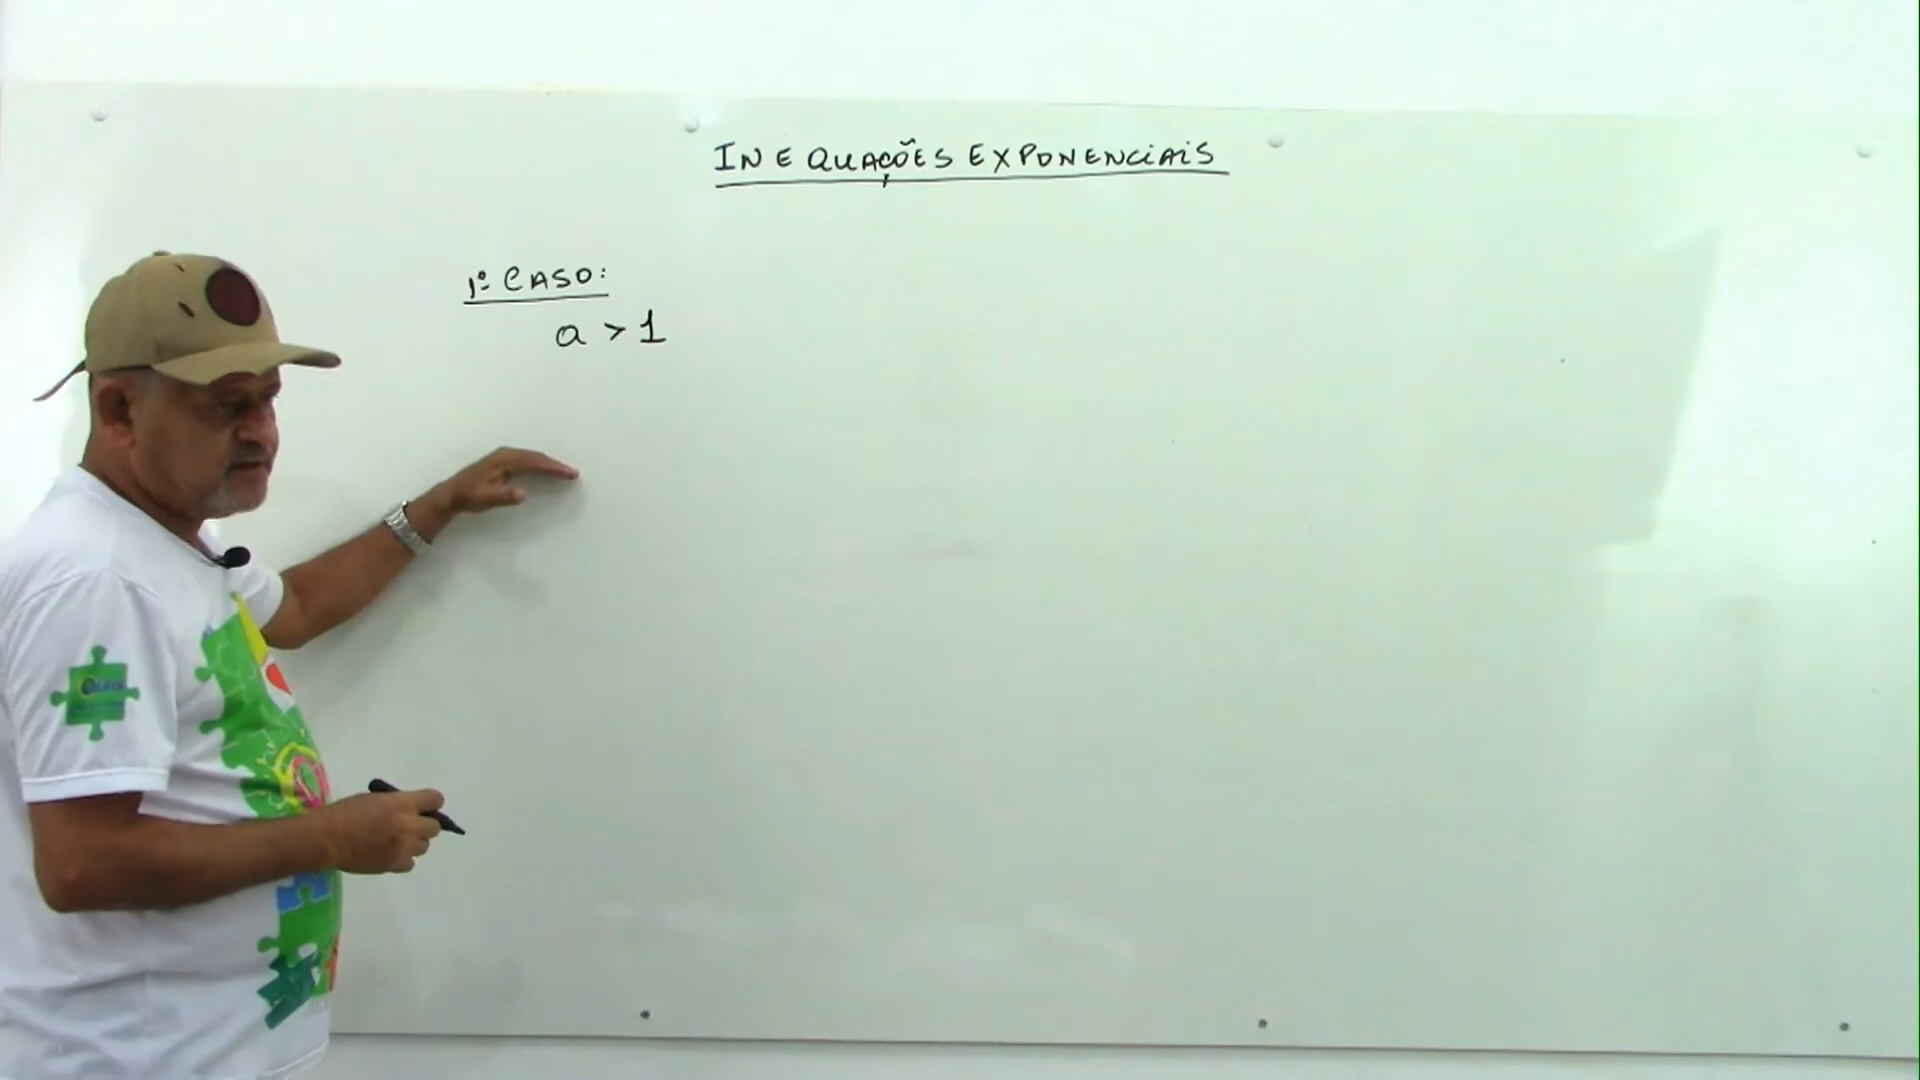 INEQUAÇÕES EXPONENCIAIS
1º CASO:
a > 1